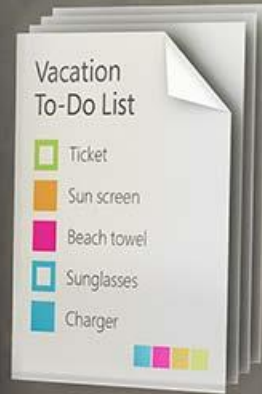 Vacation
To-Do List
Ticket
Sun screen
Beach towel
Sunglasses
Charger